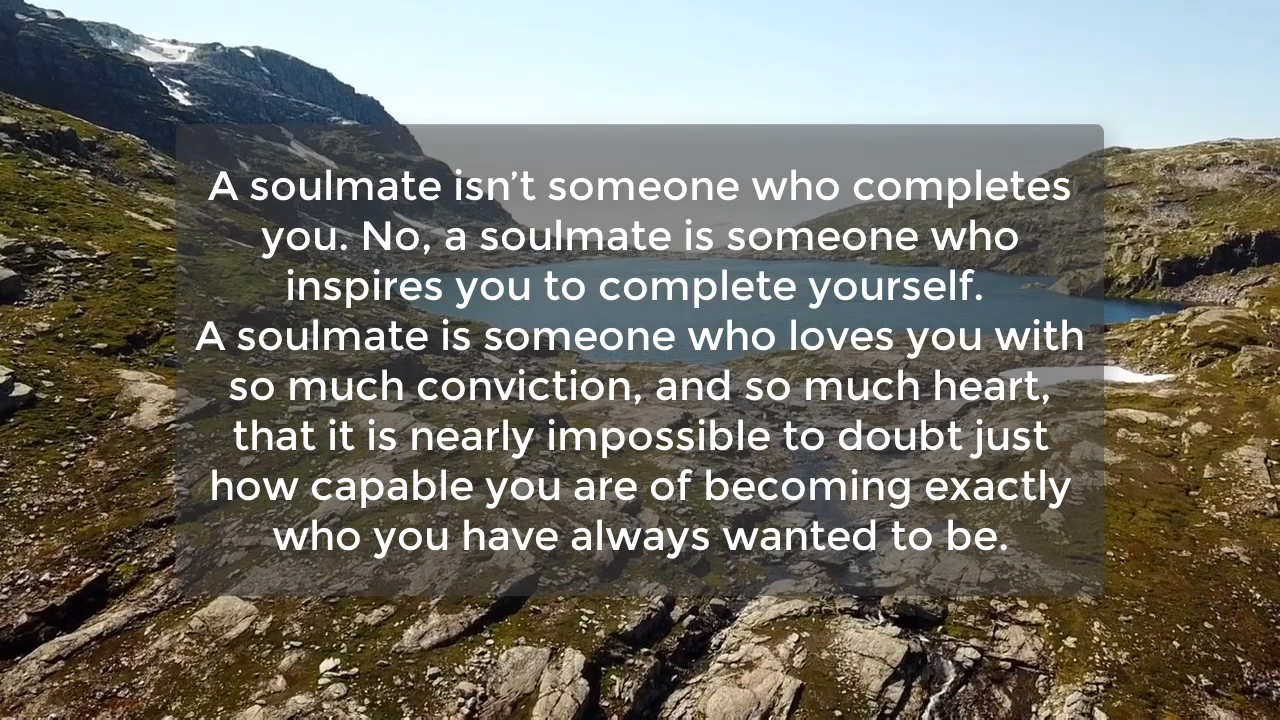 A soulmate isn’t someone who completes
you. No, a soulmate is someone who
inspires you to complete yourself.
A soulmate is someone who loves you with
so much conviction, and so much heart,
that it is nearly impossible to doubt just
how capable you are of becoming exactly
who you have always wanted to be.